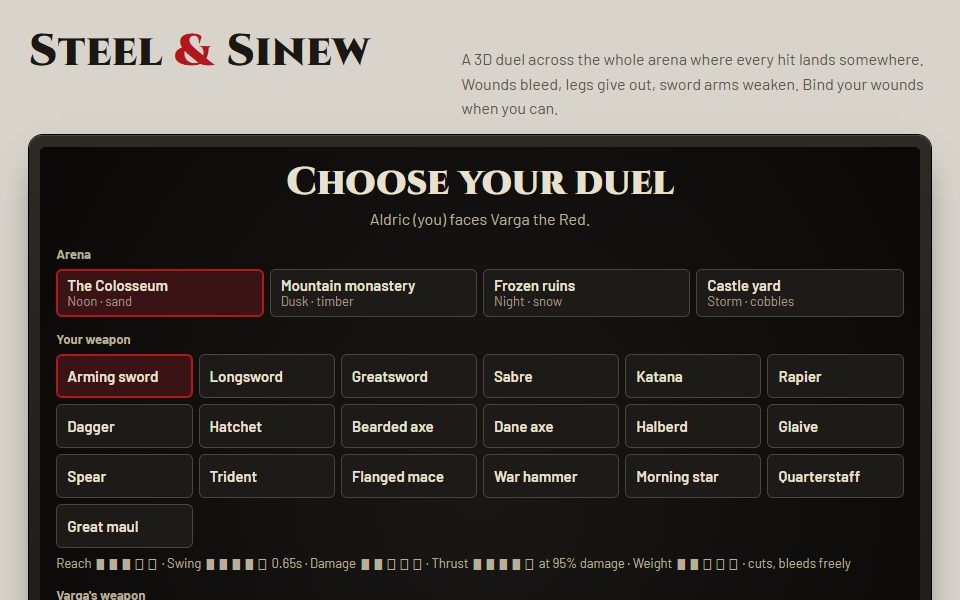 Steel & Sinew
A 3D duel across the whole arena where every hit lands somewhere.
Wounds bleed, legs give out, sword arms weaken. Bind your wounds
when you can.
Choose your duel
Aldric (you) faces Varga the Red.
Arena
The Colosseum
Noon · sand
Mountain monastery
Dusk · timber
Frozen ruins
Night · snow
Castle yard
Storm · cobbles
Your weapon
Arming sword
Longsword
Greatsword
Sabre
Katana
Rapier
Dagger
Hatchet
Bearded axe
Dane axe
Halberd
Glaive
Spear
Trident
Flanged mace
War hammer
Morning star
Quarterstaff
Great maul
Reach ▮▮▮▯▯ · Swing ▮▮▮▮▯ 0.65s · Damage ▮▮▯▯▯ · Thrust ▮▮▮▮▯ at 95% damage · Weight ▮▮▯▯▯ · cuts, bleeds freely
Varga's weapon